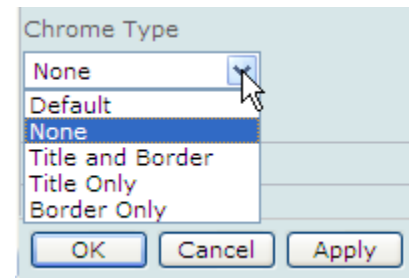 Chrome Type
None
Default
None
Title and Border
Title Only
Border Only
OK Cancel Apply